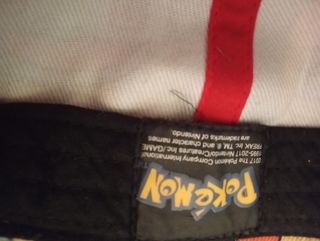 POKéMON
2017 The Pokémon Company International
1995-2017 Nintendo/Creatures Inc./GAME
FREAK Inc. TM, ® and character names
are trademarks of Nintendo.